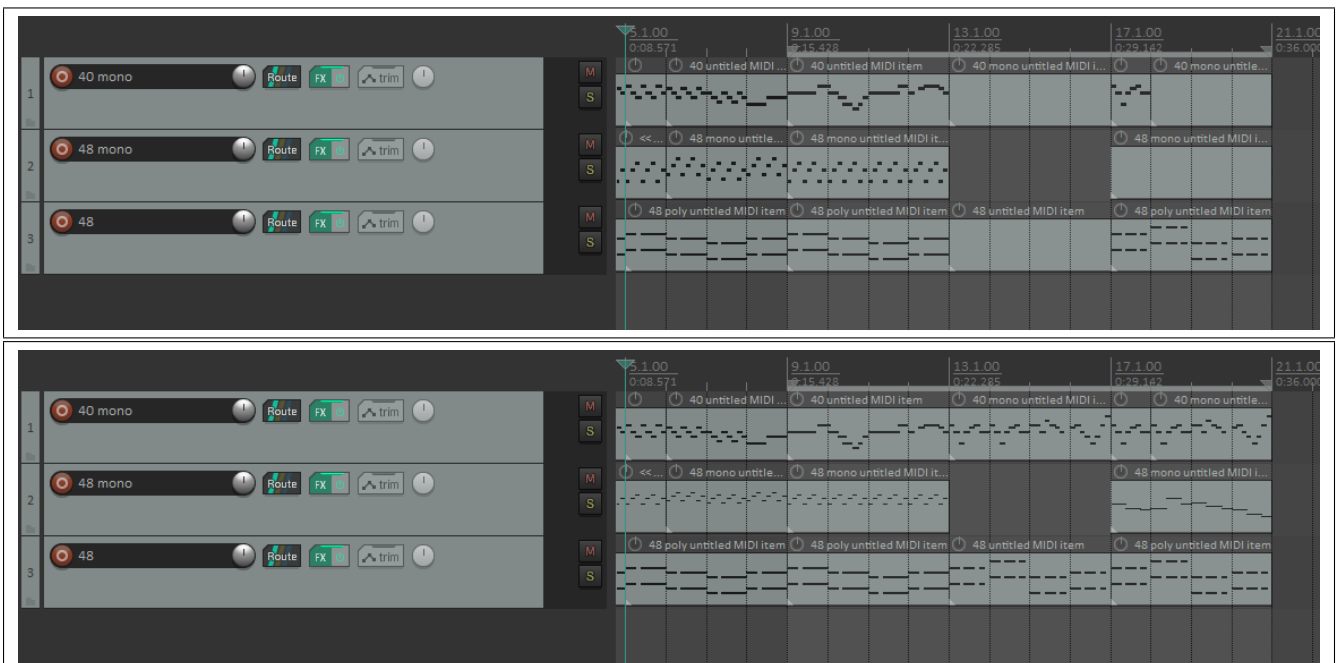 5.1.00 9.1.00 13.1.00 17.1.00 21.1.00
0:08.571 0:15.428 0:22.285 0:29.142 0:36.000
40 untitled MIDI ... 40 untitled MIDI item 40 mono untitled MIDI i... 40 mono untitle...
1 40 mono Route FX trim M
S
<< ... 48 mono untitle... 48 mono untitled MIDI it... 48 mono untitled MIDI i...
2 48 mono Route FX trim M
S
48 poly untitled MIDI item 48 poly untitled MIDI item 48 untitled MIDI item 48 poly untitled MIDI item
3 48 Route FX trim M
S
5.1.00 9.1.00 13.1.00 17.1.00 21.1.00
0:08.571 0:15.428 0:22.285 0:29.142 0:36.000
40 untitled MIDI ... 40 untitled MIDI item 40 mono untitled MIDI i... 40 mono untitle...
1 40 mono Route FX trim M
S
<< ... 48 mono untitle... 48 mono untitled MIDI it... 48 mono untitled MIDI i...
2 48 mono Route FX trim M
S
48 poly untitled MIDI item 48 poly untitled MIDI item 48 untitled MIDI item 48 poly untitled MIDI item
3 48 Route FX trim M
S